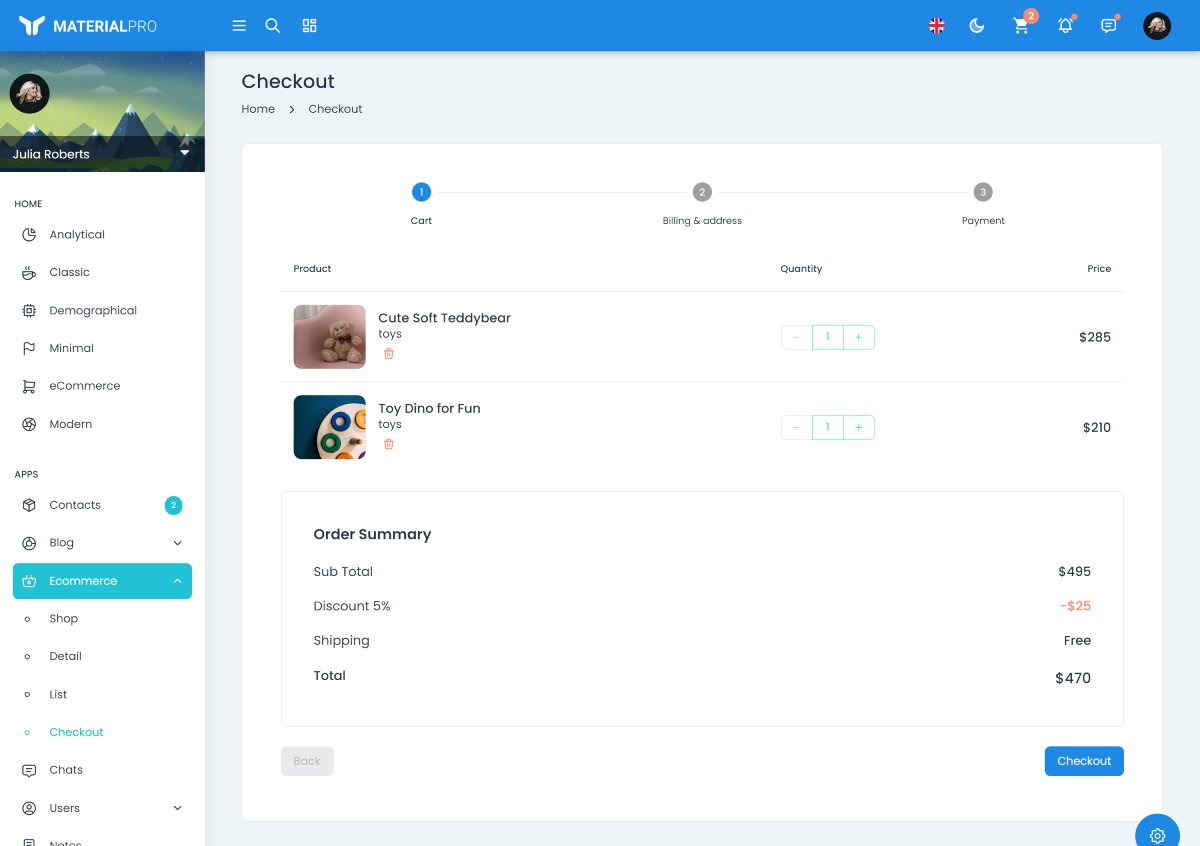 MATERIALPRO
2
Julia Roberts
HOME
Analytical
Classic
Demographical
Minimal
eCommerce
Modern
APPS
Contacts
2
Blog
Ecommerce
Shop
Detail
List
Checkout
Chats
Users
Notes
Checkout
Home
Checkout
1
2
3
Cart
Billing & address
Payment
Product
Quantity
Price
Cute Soft Teddybear
toys
− 1 +
$285
Toy Dino for Fun
toys
− 1 +
$210
Order Summary
Sub Total
$495
Discount 5%
-$25
Shipping
Free
Total
$470
Back
Checkout